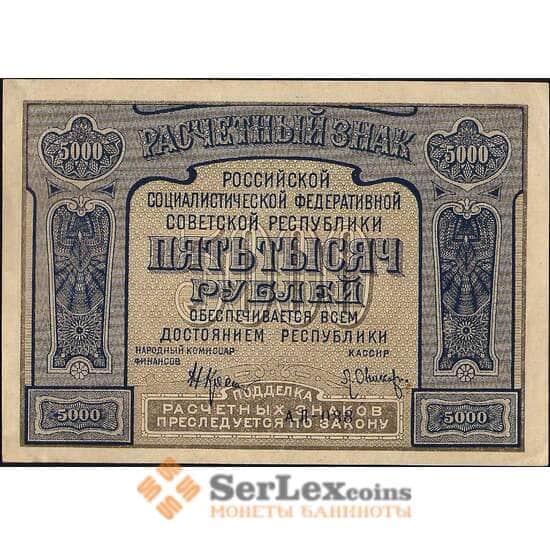 РАСЧЕТНЫЙ ЗНАК
5000 5000
РОССИЙСКОЙ
СОЦИАЛИСТИЧЕСКОЙ ФЕДЕРАТИВНОЙ
СОВЕТСКОЙ РЕСПУБЛИКИ
5000
ПЯТЬ ТЫСЯЧ
РУБЛЕЙ
ОБЕСПЕЧИВАЕТСЯ ВСЕМ
ДОСТОЯНИЕМ РЕСПУБЛИКИ
НАРОДНЫЙ КОМИССАР
ФИНАНСОВ
КАССИР
ПОДДЕЛКА
5000 РАСЧЕТНЫХ ЗНАКОВ 5000
ПРЕСЛЕДУЕТСЯ ПО ЗАКОНУ
SerLexcoins
МОНЕТЫ БАНКНОТЫ